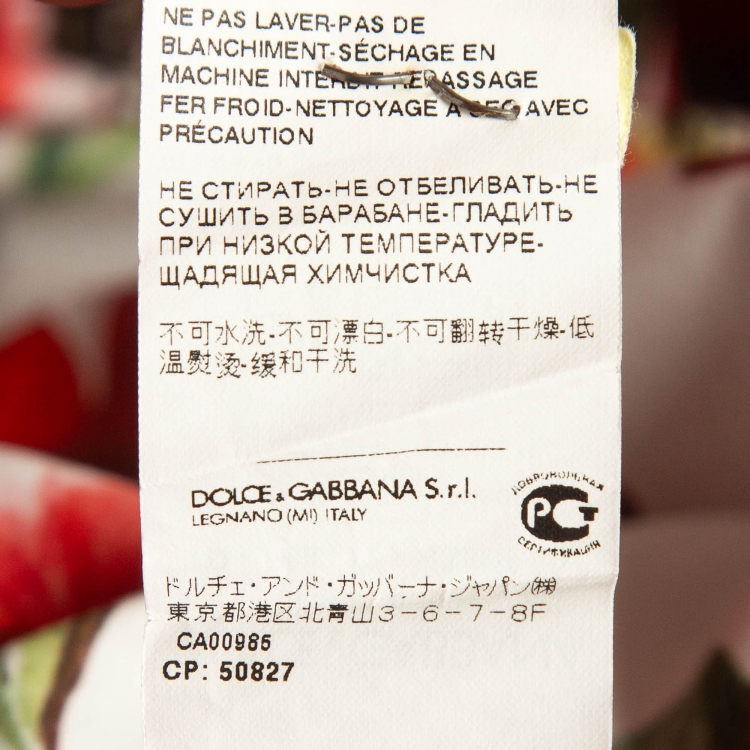 NE PAS LAVER-PAS DE
BLANCHIMENT-SÉCHAGE EN
MACHINE INTERDIT-REPASSAGE
FER FROID-NETTOYAGE A SEC AVEC
PRÉCAUTION
НЕ СТИРАТЬ-НЕ ОТБЕЛИВАТЬ-НЕ
СУШИТЬ В БАРАБАНЕ-ГЛАДИТЬ
ПРИ НИЗКОЙ ТЕМПЕРАТУРЕ-
ЩАДЯЩАЯ ХИМЧИСТКА
不可水洗-不可漂白-不可翻转干燥-低
温熨烫-缓和干洗
DOLCE & GABBANA S.r.l.
LEGNANO (MI) ITALY
ДОБРОВОЛЬНАЯ
РСТ
СЕРТИФИКАЦИЯ
ドルチェ・アンド・ガッバーナ・ジャパン㈱
東京都港区北青山3-6-7-8F
CA00985
CP: 50827